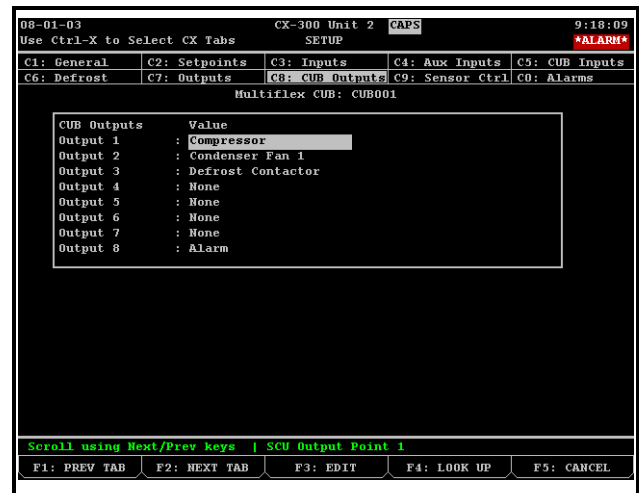 08-01-03 CX-300 Unit 2 CAPS 9:18:09
Use Ctrl-X to Select CX Tabs SETUP *ALARM*
C1: General C2: Setpoints C3: Inputs C4: Aux Inputs C5: CUB Inputs
C6: Defrost C7: Outputs C8: CUB Outputs C9: Sensor Ctrl C0: Alarms
Multiflex CUB: CUB001
CUB Outputs Value
Output 1 : Compressor
Output 2 : Condenser Fan 1
Output 3 : Defrost Contactor
Output 4 : None
Output 5 : None
Output 6 : None
Output 7 : None
Output 8 : Alarm
Scroll using Next/Prev keys | SCU Output Point 1
F1: PREV TAB F2: NEXT TAB F3: EDIT F4: LOOK UP F5: CANCEL